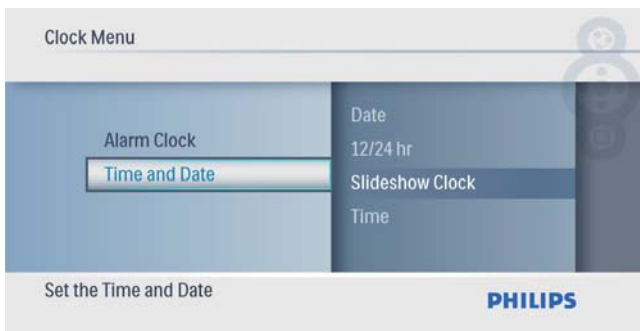 Clock Menu
Alarm Clock
Time and Date
Date
12/24 hr
Slideshow Clock
Time
Set the Time and Date
PHILIPS